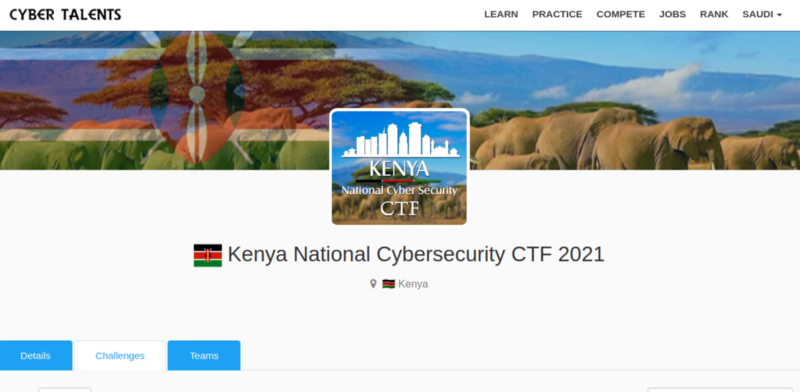 CYBER TALENTS
LEARN PRACTICE COMPETE JOBS RANK SAUDI
KENYA
National Cyber Security
CTF
Kenya National Cybersecurity CTF 2021
Kenya
Details Challenges Teams